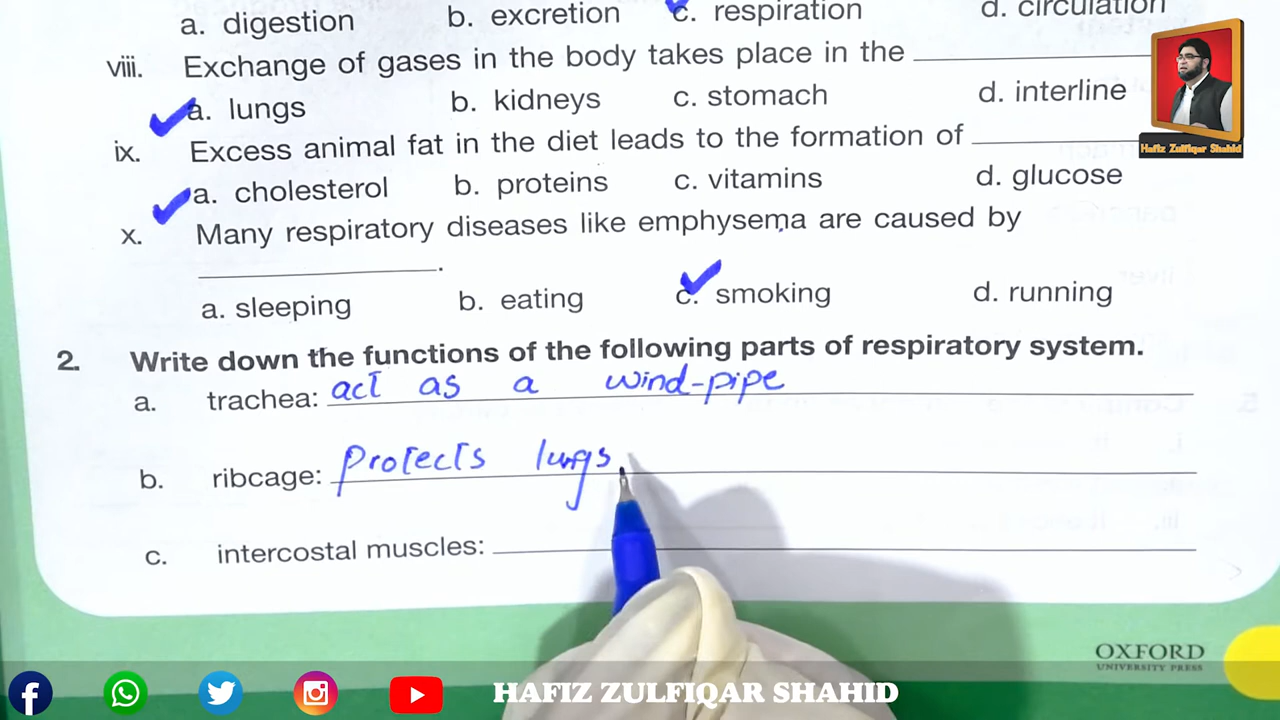 a. digestion b. excretion c. respiration d. circulation
viii. Exchange of gases in the body takes place in the
a. lungs b. kidneys c. stomach d. interline
Hafiz Zulfiqar Shahid
ix. Excess animal fat in the diet leads to the formation of
a. cholesterol b. proteins c. vitamins d. glucose
x. Many respiratory diseases like emphysema are caused by
.
a. sleeping b. eating c. smoking d. running
2. Write down the functions of the following parts of respiratory system.
a. trachea: act as a wind-pipe
b. ribcage: Protects lungs
c. intercostal muscles:
OXFORD
UNIVERSITY PRESS
HAFIZ ZULFIQAR SHAHID